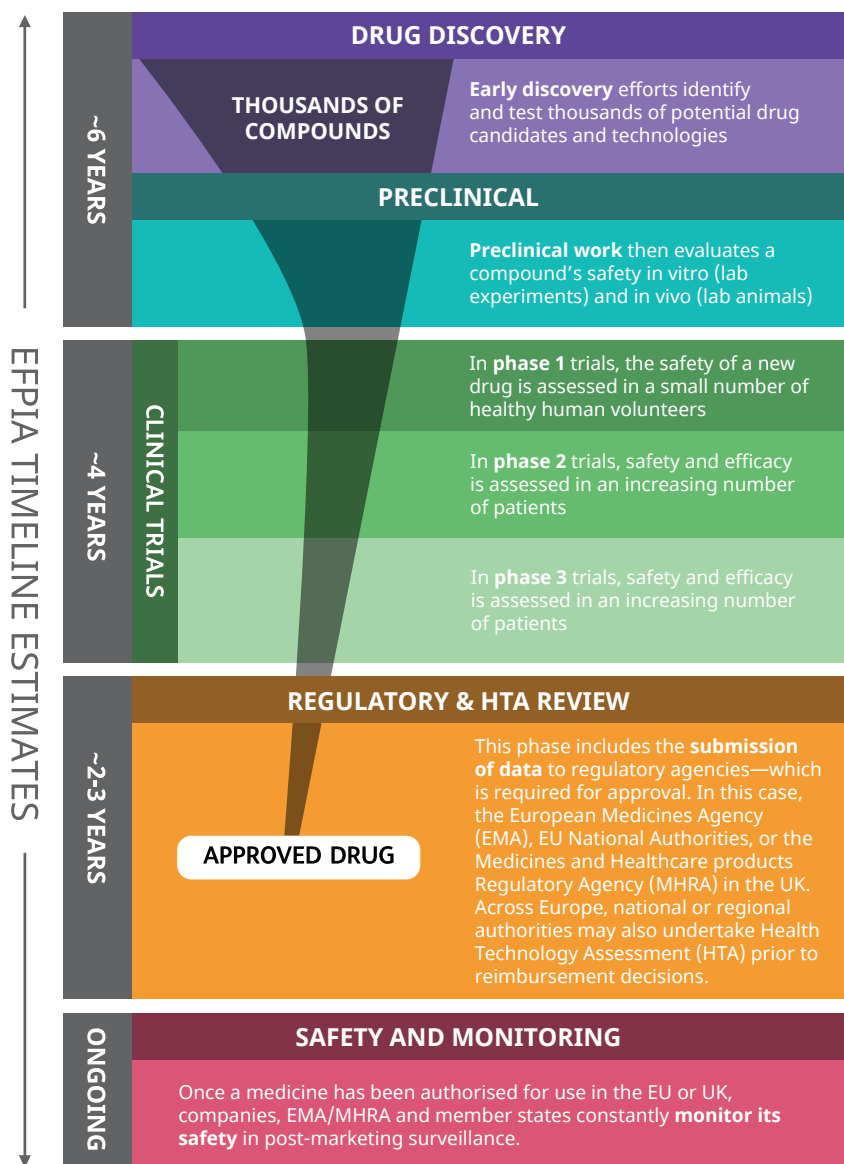 EFPIA TIMELINE ESTIMATES
~6 YEARS
DRUG DISCOVERY
THOUSANDS OF
COMPOUNDS
Early discovery efforts identify
and test thousands of potential drug
candidates and technologies
PRECLINICAL
Preclinical work then evaluates a
compound's safety in vitro (lab
experiments) and in vivo (lab animals)
~4 YEARS
CLINICAL TRIALS
In phase 1 trials, the safety of a new
drug is assessed in a small number of
healthy human volunteers
In phase 2 trials, safety and efficacy
is assessed in an increasing number
of patients
In phase 3 trials, safety and efficacy
is assessed in an increasing number
of patients
~2-3 YEARS
REGULATORY & HTA REVIEW
This phase includes the submission
of data to regulatory agencies—which
is required for approval. In this case,
the European Medicines Agency
(EMA), EU National Authorities, or the
Medicines and Healthcare products
Regulatory Agency (MHRA) in the UK.
Across Europe, national or regional
authorities may also undertake Health
Technology Assessment (HTA) prior to
reimbursement decisions.
APPROVED DRUG
ONGOING
SAFETY AND MONITORING
Once a medicine has been authorised for use in the EU or UK,
companies, EMA/MHRA and member states constantly monitor its
safety in post-marketing surveillance.